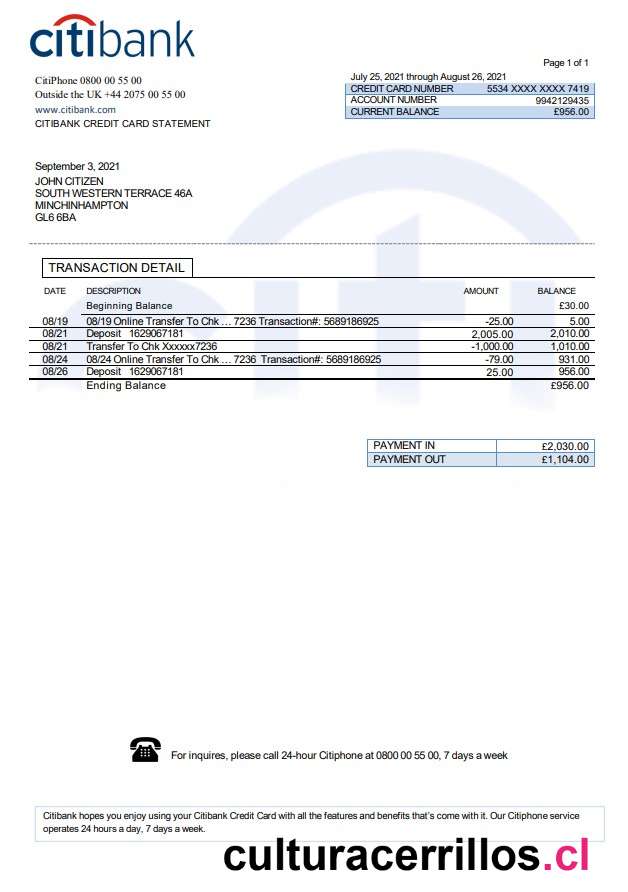 citibank
Page 1 of 1
CitiPhone 0800 00 55 00
Outside the UK +44 2075 00 55 00
www.citibank.com
CITIBANK CREDIT CARD STATEMENT
July 25, 2021 through August 26, 2021
CREDIT CARD NUMBER 5534 XXXX XXXX 7419
ACCOUNT NUMBER 9942129435
CURRENT BALANCE £956.00
September 3, 2021
JOHN CITIZEN
SOUTH WESTERN TERRACE 46A
MINCHINHAMPTON
GL6 6BA
TRANSACTION DETAIL
DATE DESCRIPTION AMOUNT BALANCE
Beginning Balance £30.00
08/19 08/19 Online Transfer To Chk ... 7236 Transaction#: 5689186925 -25.00 5.00
08/21 Deposit 1629067181 2,005.00 2,010.00
08/21 Transfer To Chk Xxxxxx7236 -1,000.00 1,010.00
08/24 08/24 Online Transfer To Chk ... 7236 Transaction#: 5689186925 -79.00 931.00
08/26 Deposit 1629067181 25.00 956.00
Ending Balance £956.00
PAYMENT IN £2,030.00
PAYMENT OUT £1,104.00
For inquires, please call 24-hour Citiphone at 0800 00 55 00, 7 days a week
Citibank hopes you enjoy using your Citibank Credit Card with all the features and benefits that's come with it. Our Citiphone service
operates 24 hours a day, 7 days a week.
culturacerrillos.cl